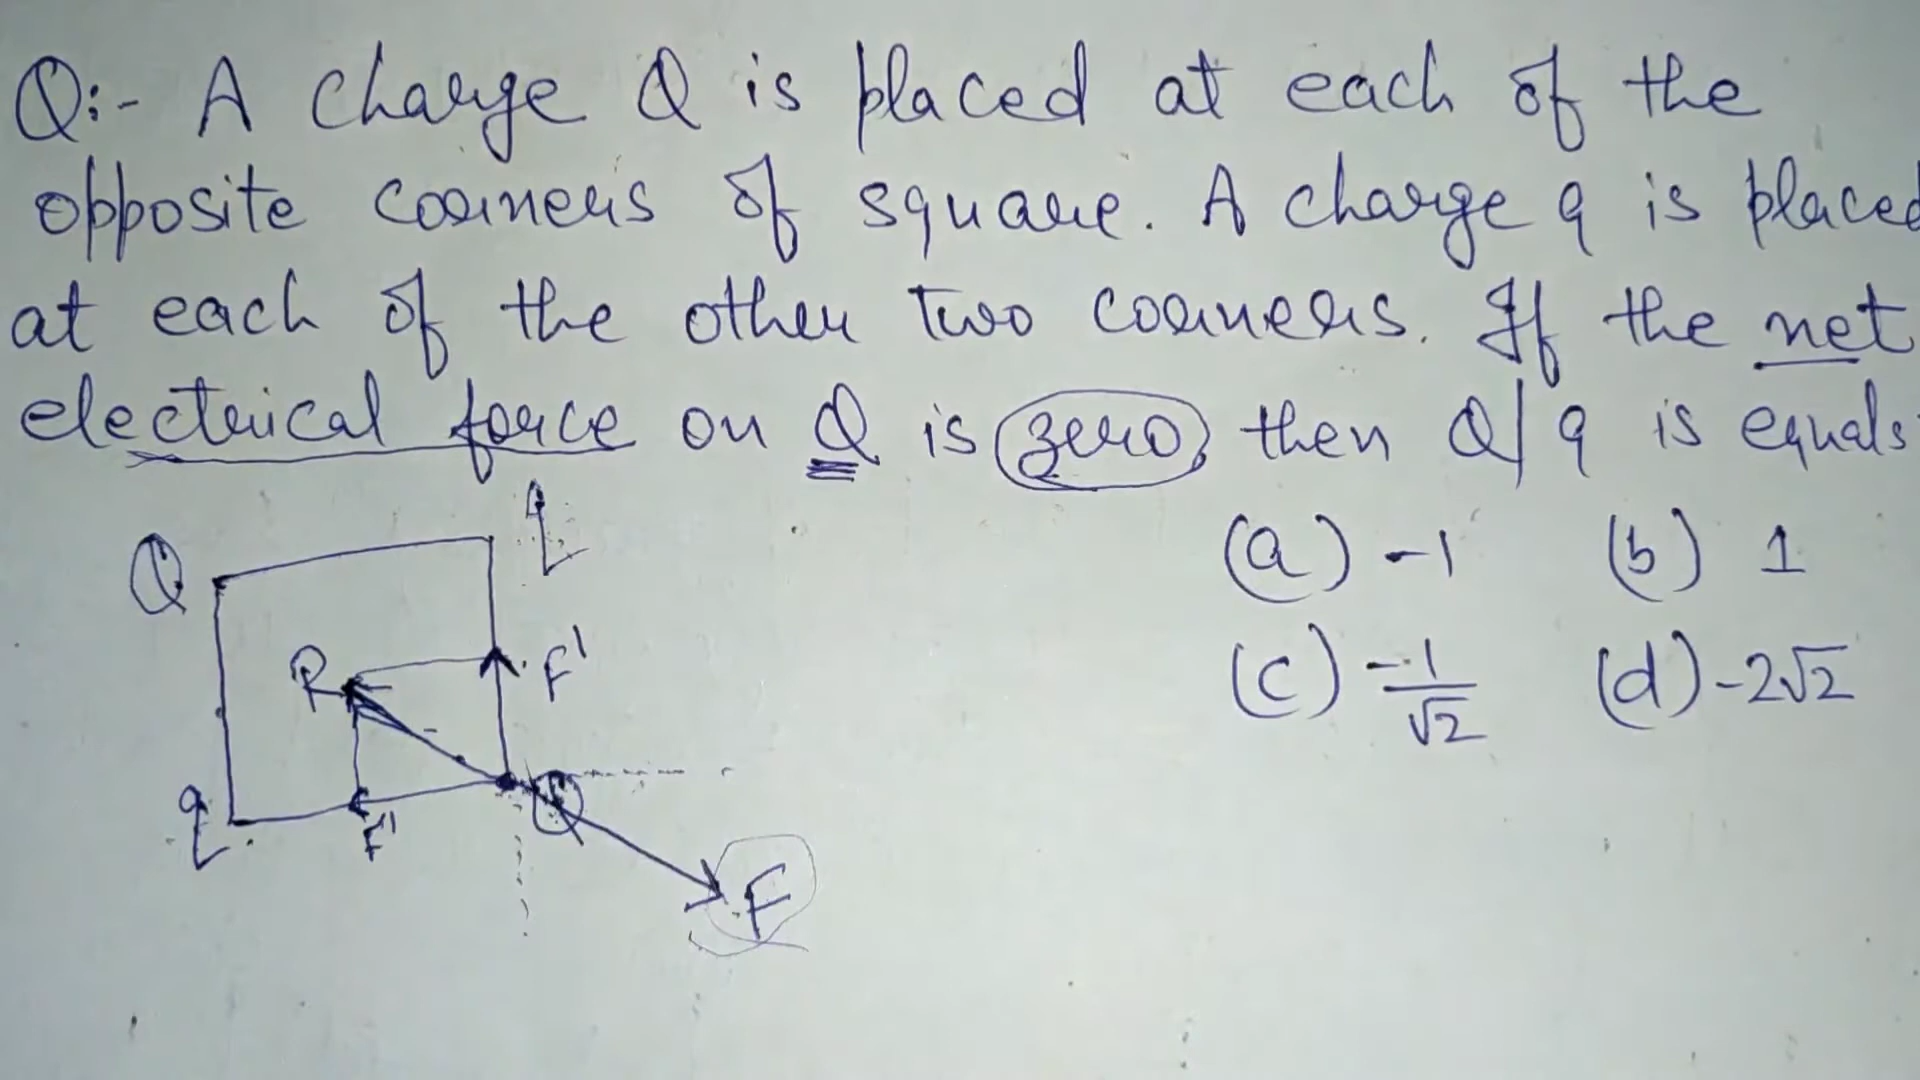 Q:- A charge Q is placed at each of the
opposite corners of square. A charge q is placed
at each of the other two corners. If the net
electrical force on Q is zero, then Q/q is equals
(a) -1 (b) 1
(c) -1/√2 (d) -2√2
Q q
R F'
q F' Q
F